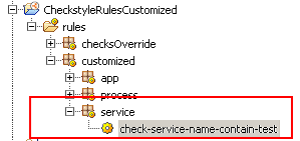 CheckstyleRulesCustomized
rules
checksOverride
customized
app
process
service
check-service-name-contain-test